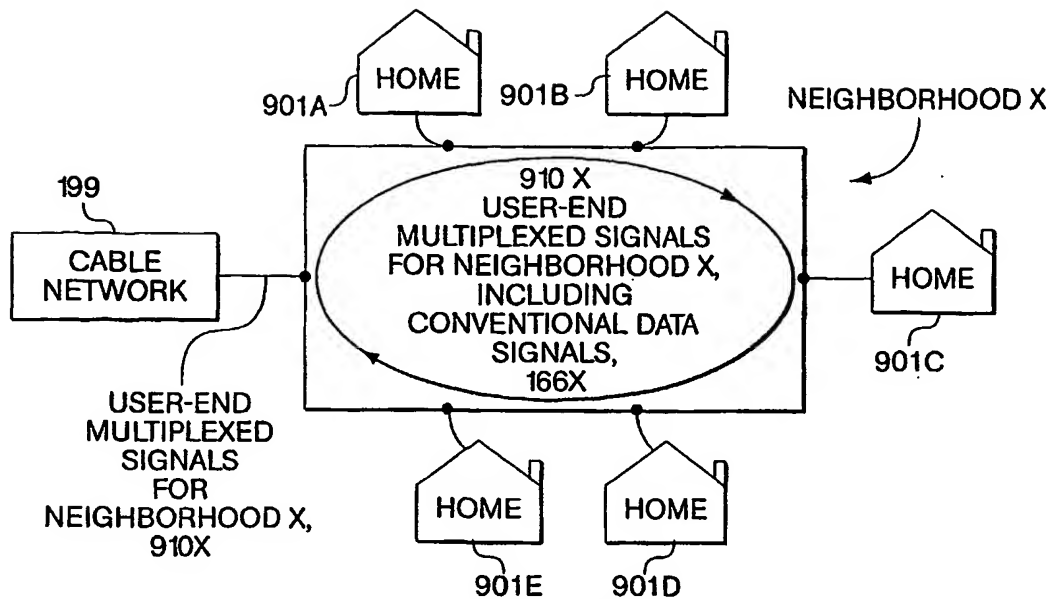 HOME
901A
HOME
901B
NEIGHBORHOOD X
199
CABLE
NETWORK
910 X
USER-END
MULTIPLEXED SIGNALS
FOR NEIGHBORHOOD X,
INCLUDING
CONVENTIONAL DATA
SIGNALS,
166X
HOME
901C
USER-END
MULTIPLEXED
SIGNALS
FOR
NEIGHBORHOOD X,
910X
HOME
901E
HOME
901D